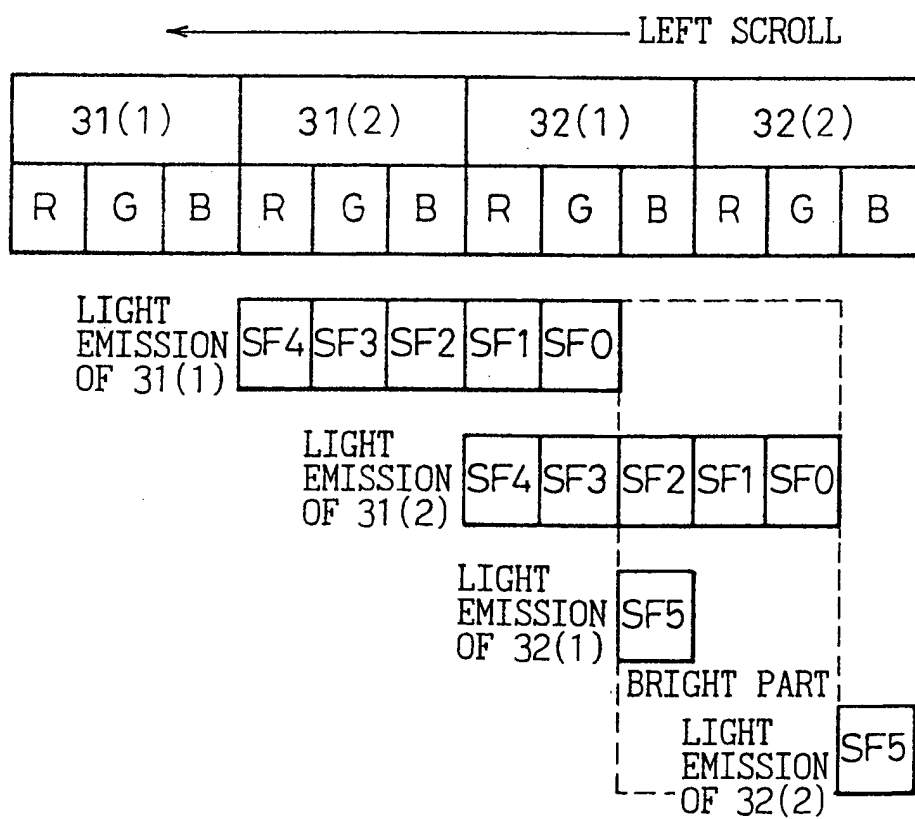 LEFT SCROLL
31(1) 31(2) 32(1) 32(2)
R G B R G B R G B R G B
LIGHT
EMISSION
OF 31(1)
SF4 SF3 SF2 SF1 SF0
LIGHT
EMISSION
OF 31(2)
SF4 SF3 SF2 SF1 SF0
LIGHT
EMISSION
OF 32(1)
SF5
BRIGHT PART
LIGHT
EMISSION
OF 32(2)
SF5